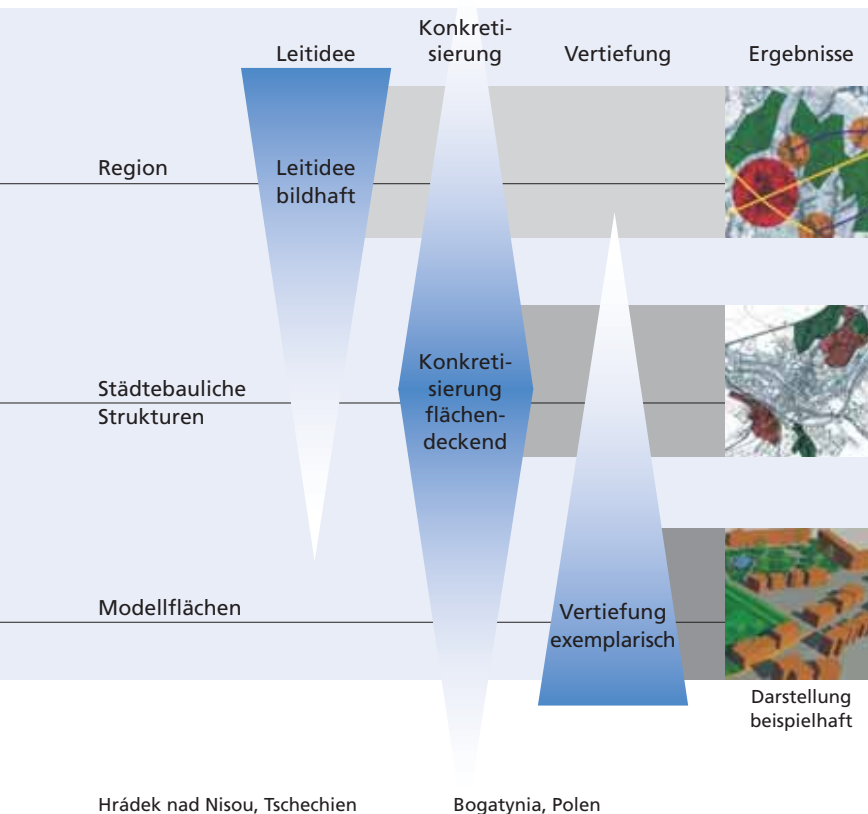 Leitidee
Konkreti-
sierung
Vertiefung
Ergebnisse
Region
Leitidee
bildhaft
Städtebauliche
Strukturen
Konkreti-
sierung
flächen-
deckend
Modellflächen
Vertiefung
exemplarisch
Darstellung
beispielhaft
Hrádek nad Nisou, Tschechien
Bogatynia, Polen